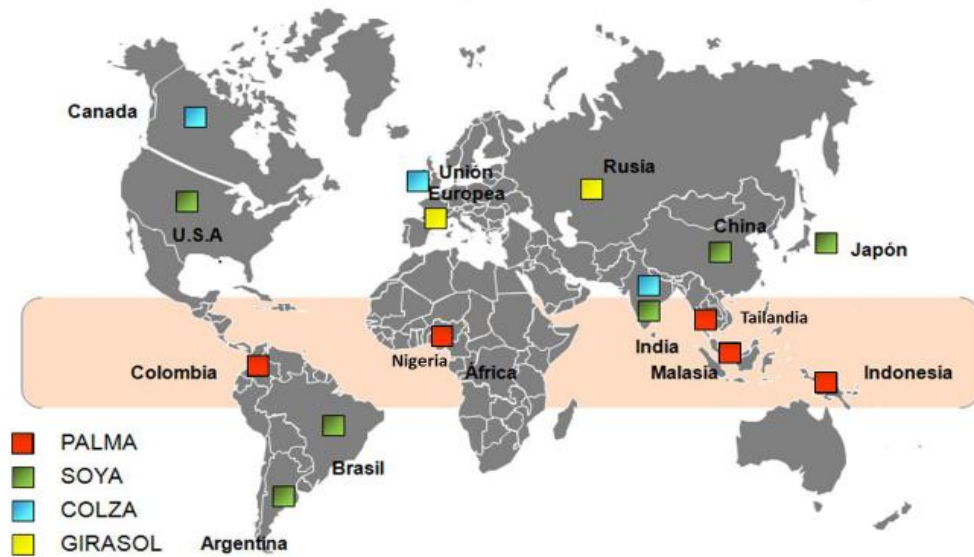 Canada
Unión
Europea
Rusia
U.S.A
China
Japón
Tailandia
Nigeria
India
Colombia
África
Malasia
Indonesia
Brasil
Argentina
PALMA
SOYA
COLZA
GIRASOL